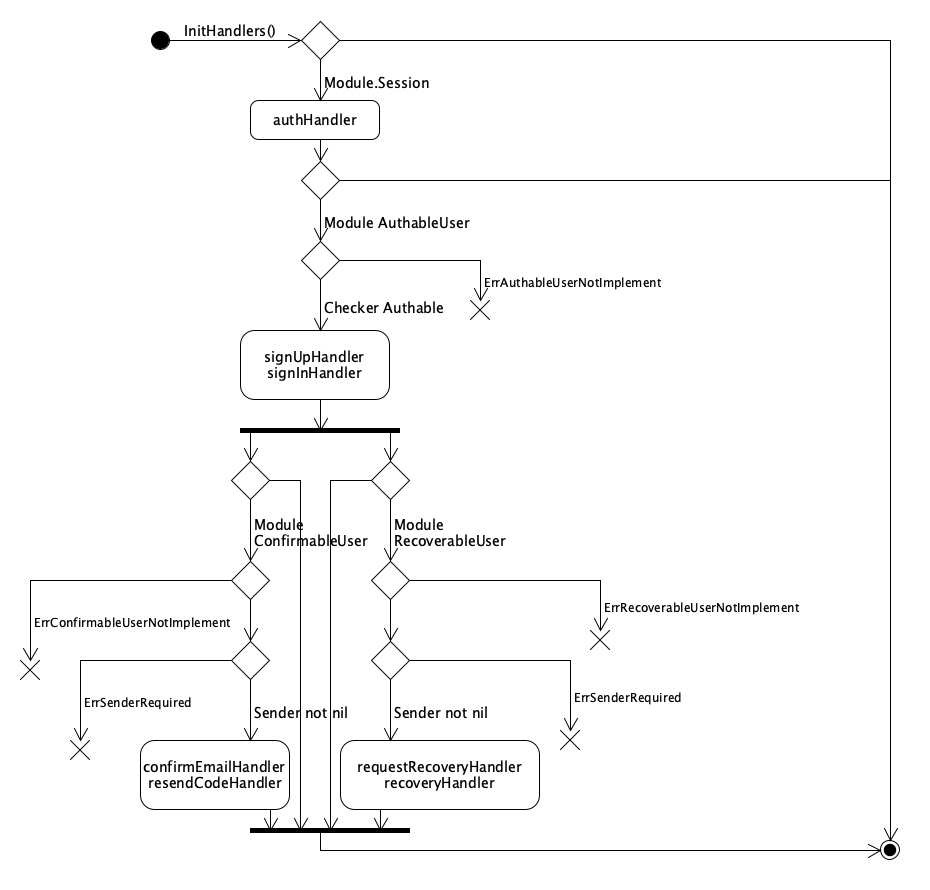 InitHandlers()
Module.Session
authHandler
Module AuthableUser
ErrAuthableUserNotImplement
Checker Authable
signUpHandler
signInHandler
Module
ConfirmableUser
Module
RecoverableUser
ErrConfirmableUserNotImplement
ErrRecoverableUserNotImplement
ErrSenderRequired
ErrSenderRequired
Sender not nil
Sender not nil
confirmEmailHandler
resendCodeHandler
requestRecoveryHandler
recoveryHandler